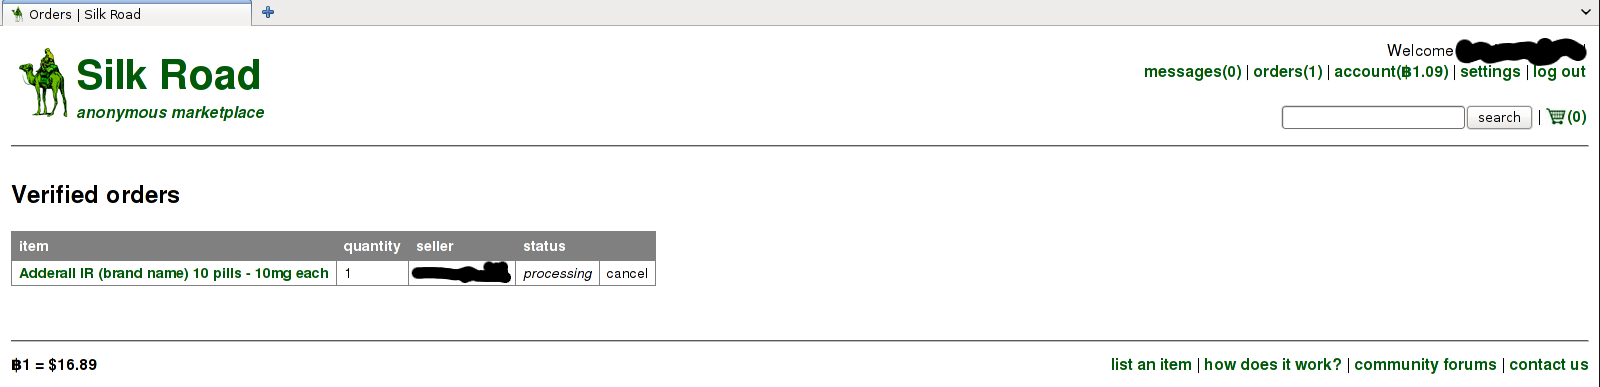 Orders | Silk Road
Welcome
Silk Road
messages(0) | orders(1) | account(฿1.09) | settings | log out
anonymous marketplace
search | (0)
Verified orders
item quantity seller status
Adderall IR (brand name) 10 pills - 10mg each 1 processing cancel
฿1 = $16.89
list an item | how does it work? | community forums | contact us